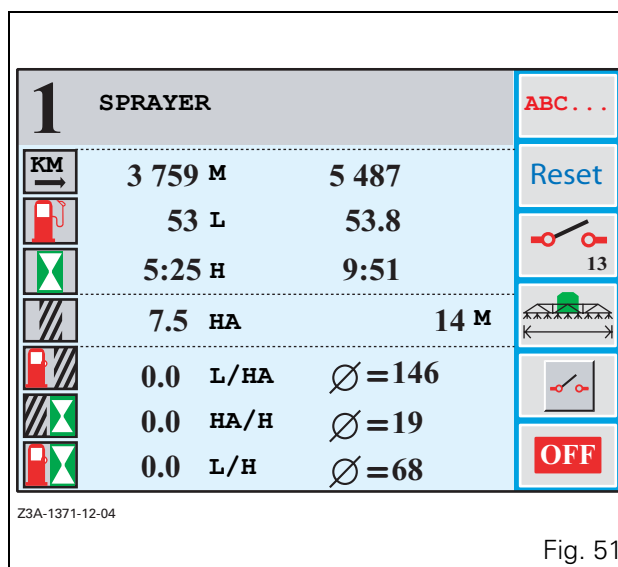 1 SPRAYER
ABC...
KM 3 759 M 5 487
Reset
53 L 53.8
13
5:25 H 9:51
7.5 HA 14 M
0.0 L/HA ∅=146
0.0 HA/H ∅=19
0.0 L/H ∅=68
OFF
Z3A-1371-12-04
Fig. 51